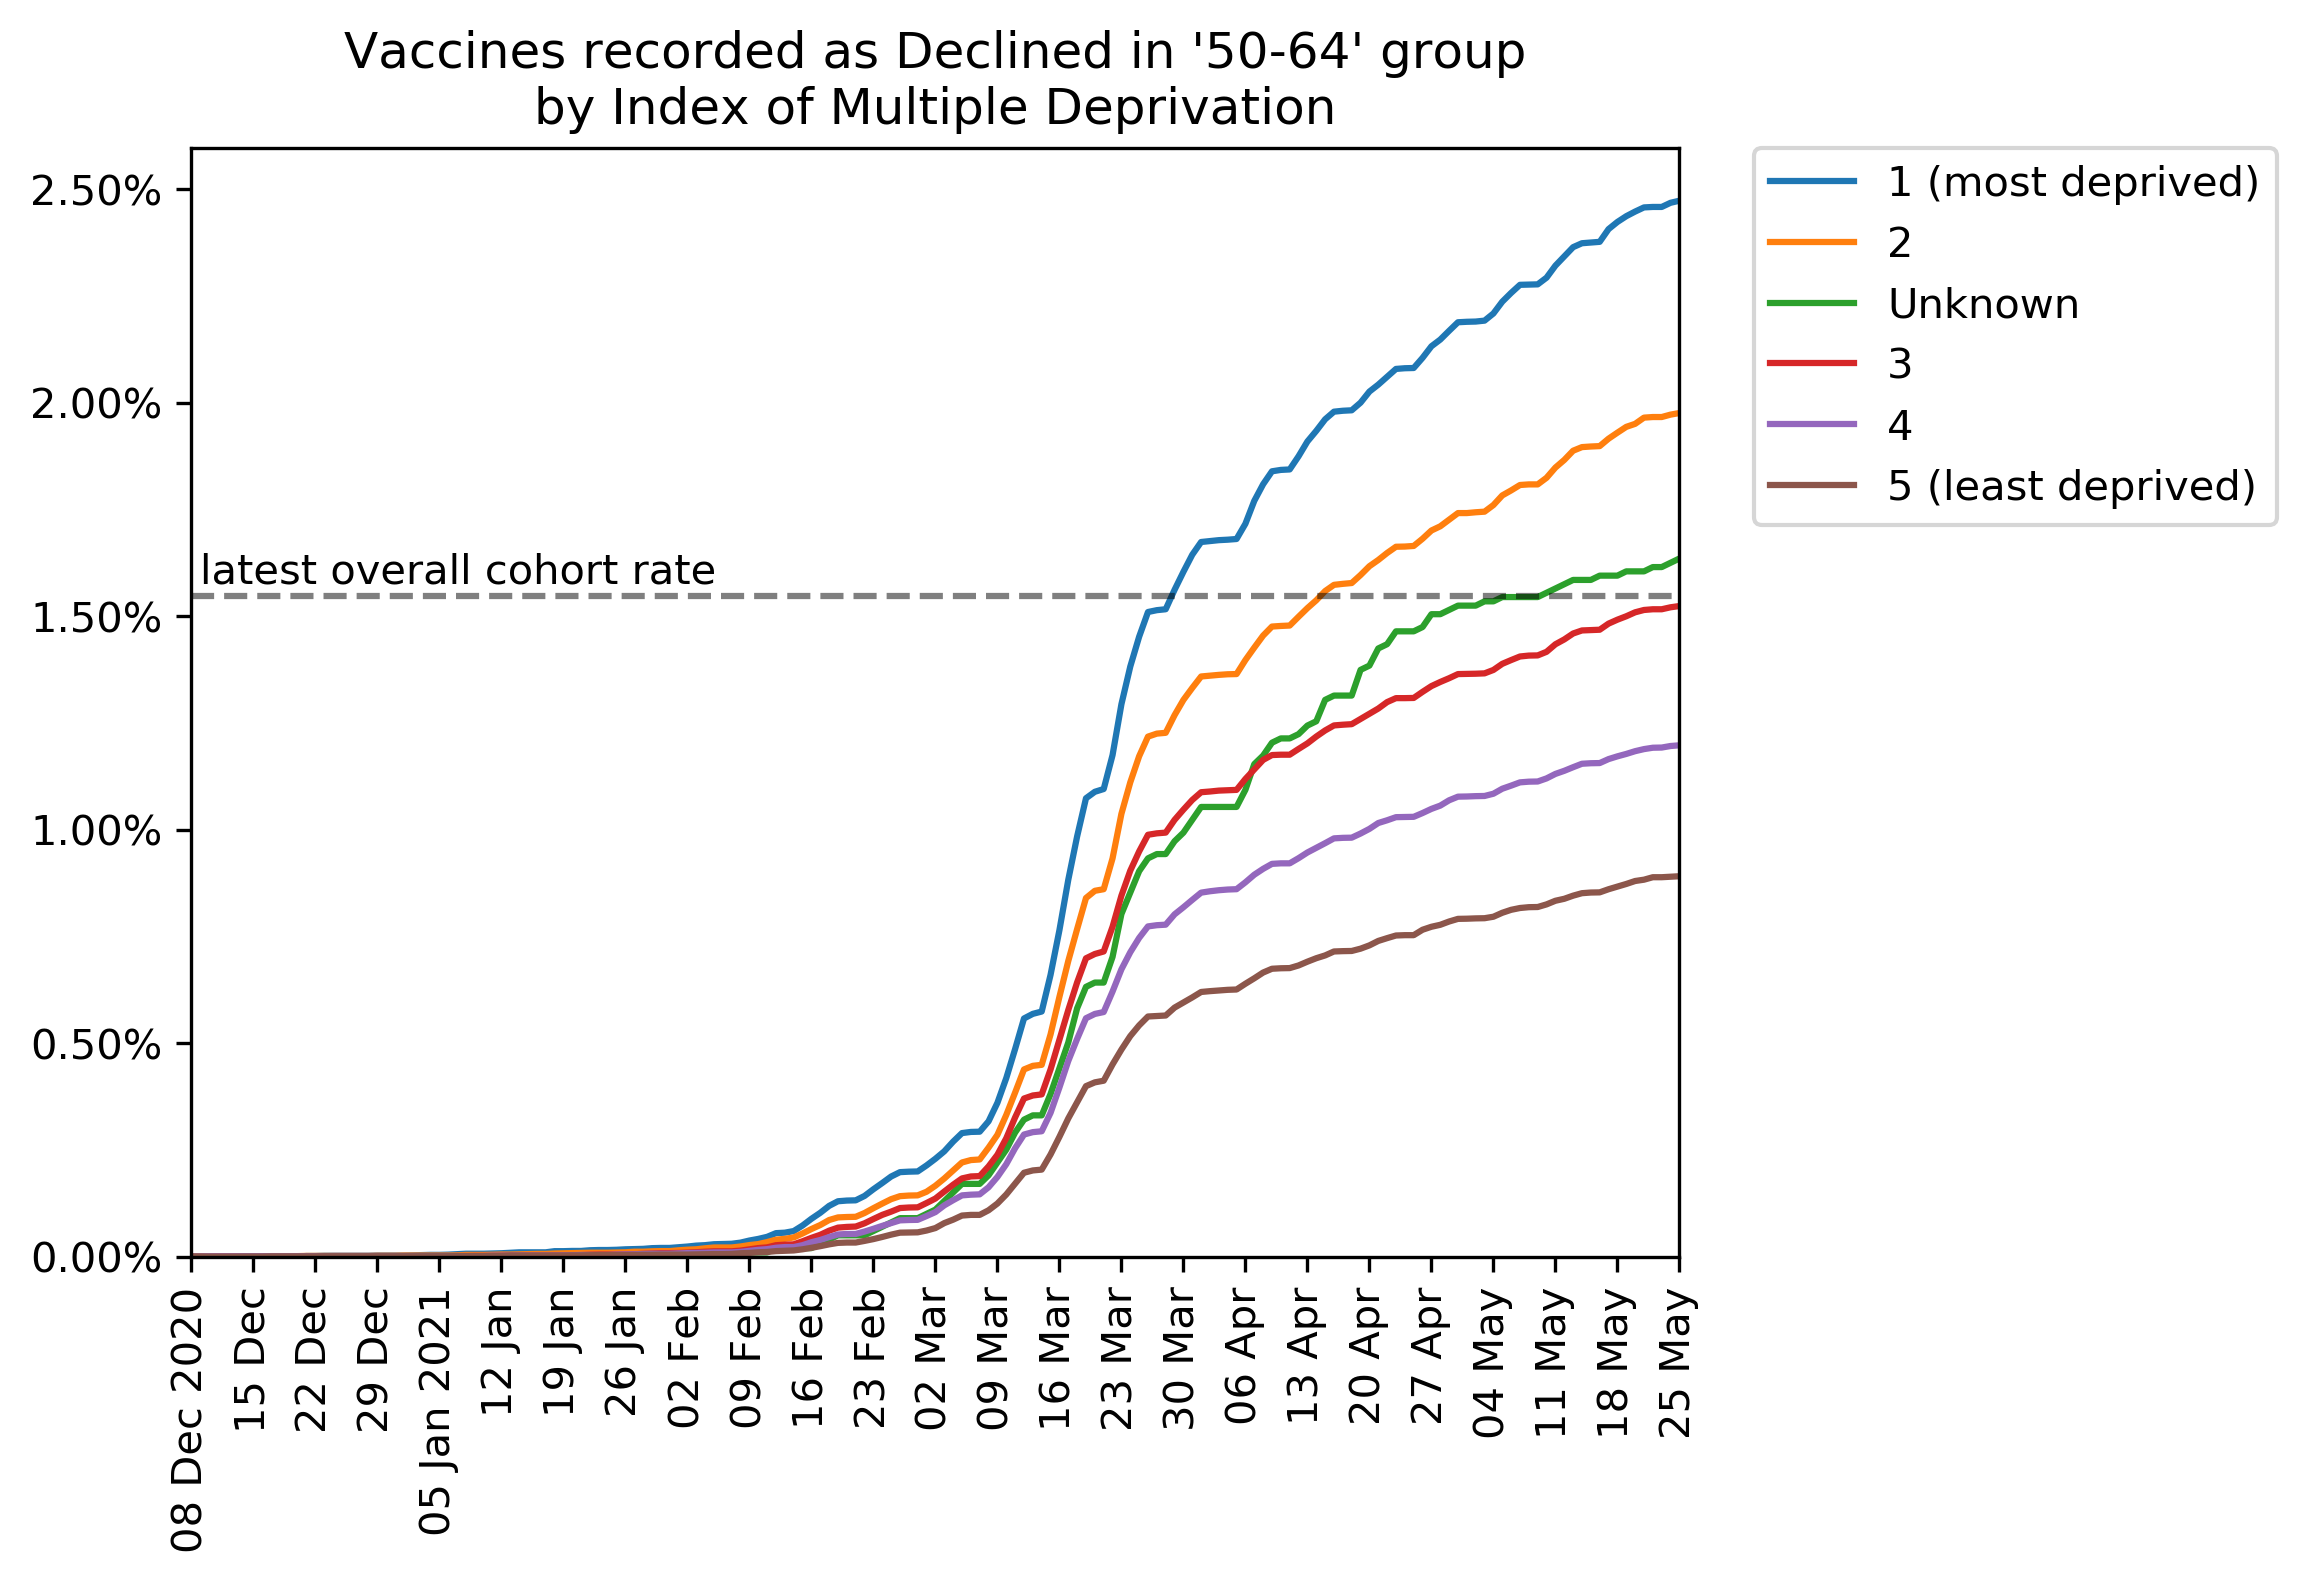 Vaccines recorded as Declined in '50-64' group
by Index of Multiple Deprivation
2.50%
2.00%
1.50%
1.00%
0.50%
0.00%
latest overall cohort rate
1 (most deprived)
2
Unknown
3
4
5 (least deprived)
08 Dec 2020
15 Dec
22 Dec
29 Dec
05 Jan 2021
12 Jan
19 Jan
26 Jan
02 Feb
09 Feb
16 Feb
23 Feb
02 Mar
09 Mar
16 Mar
23 Mar
30 Mar
06 Apr
13 Apr
20 Apr
27 Apr
04 May
11 May
18 May
25 May